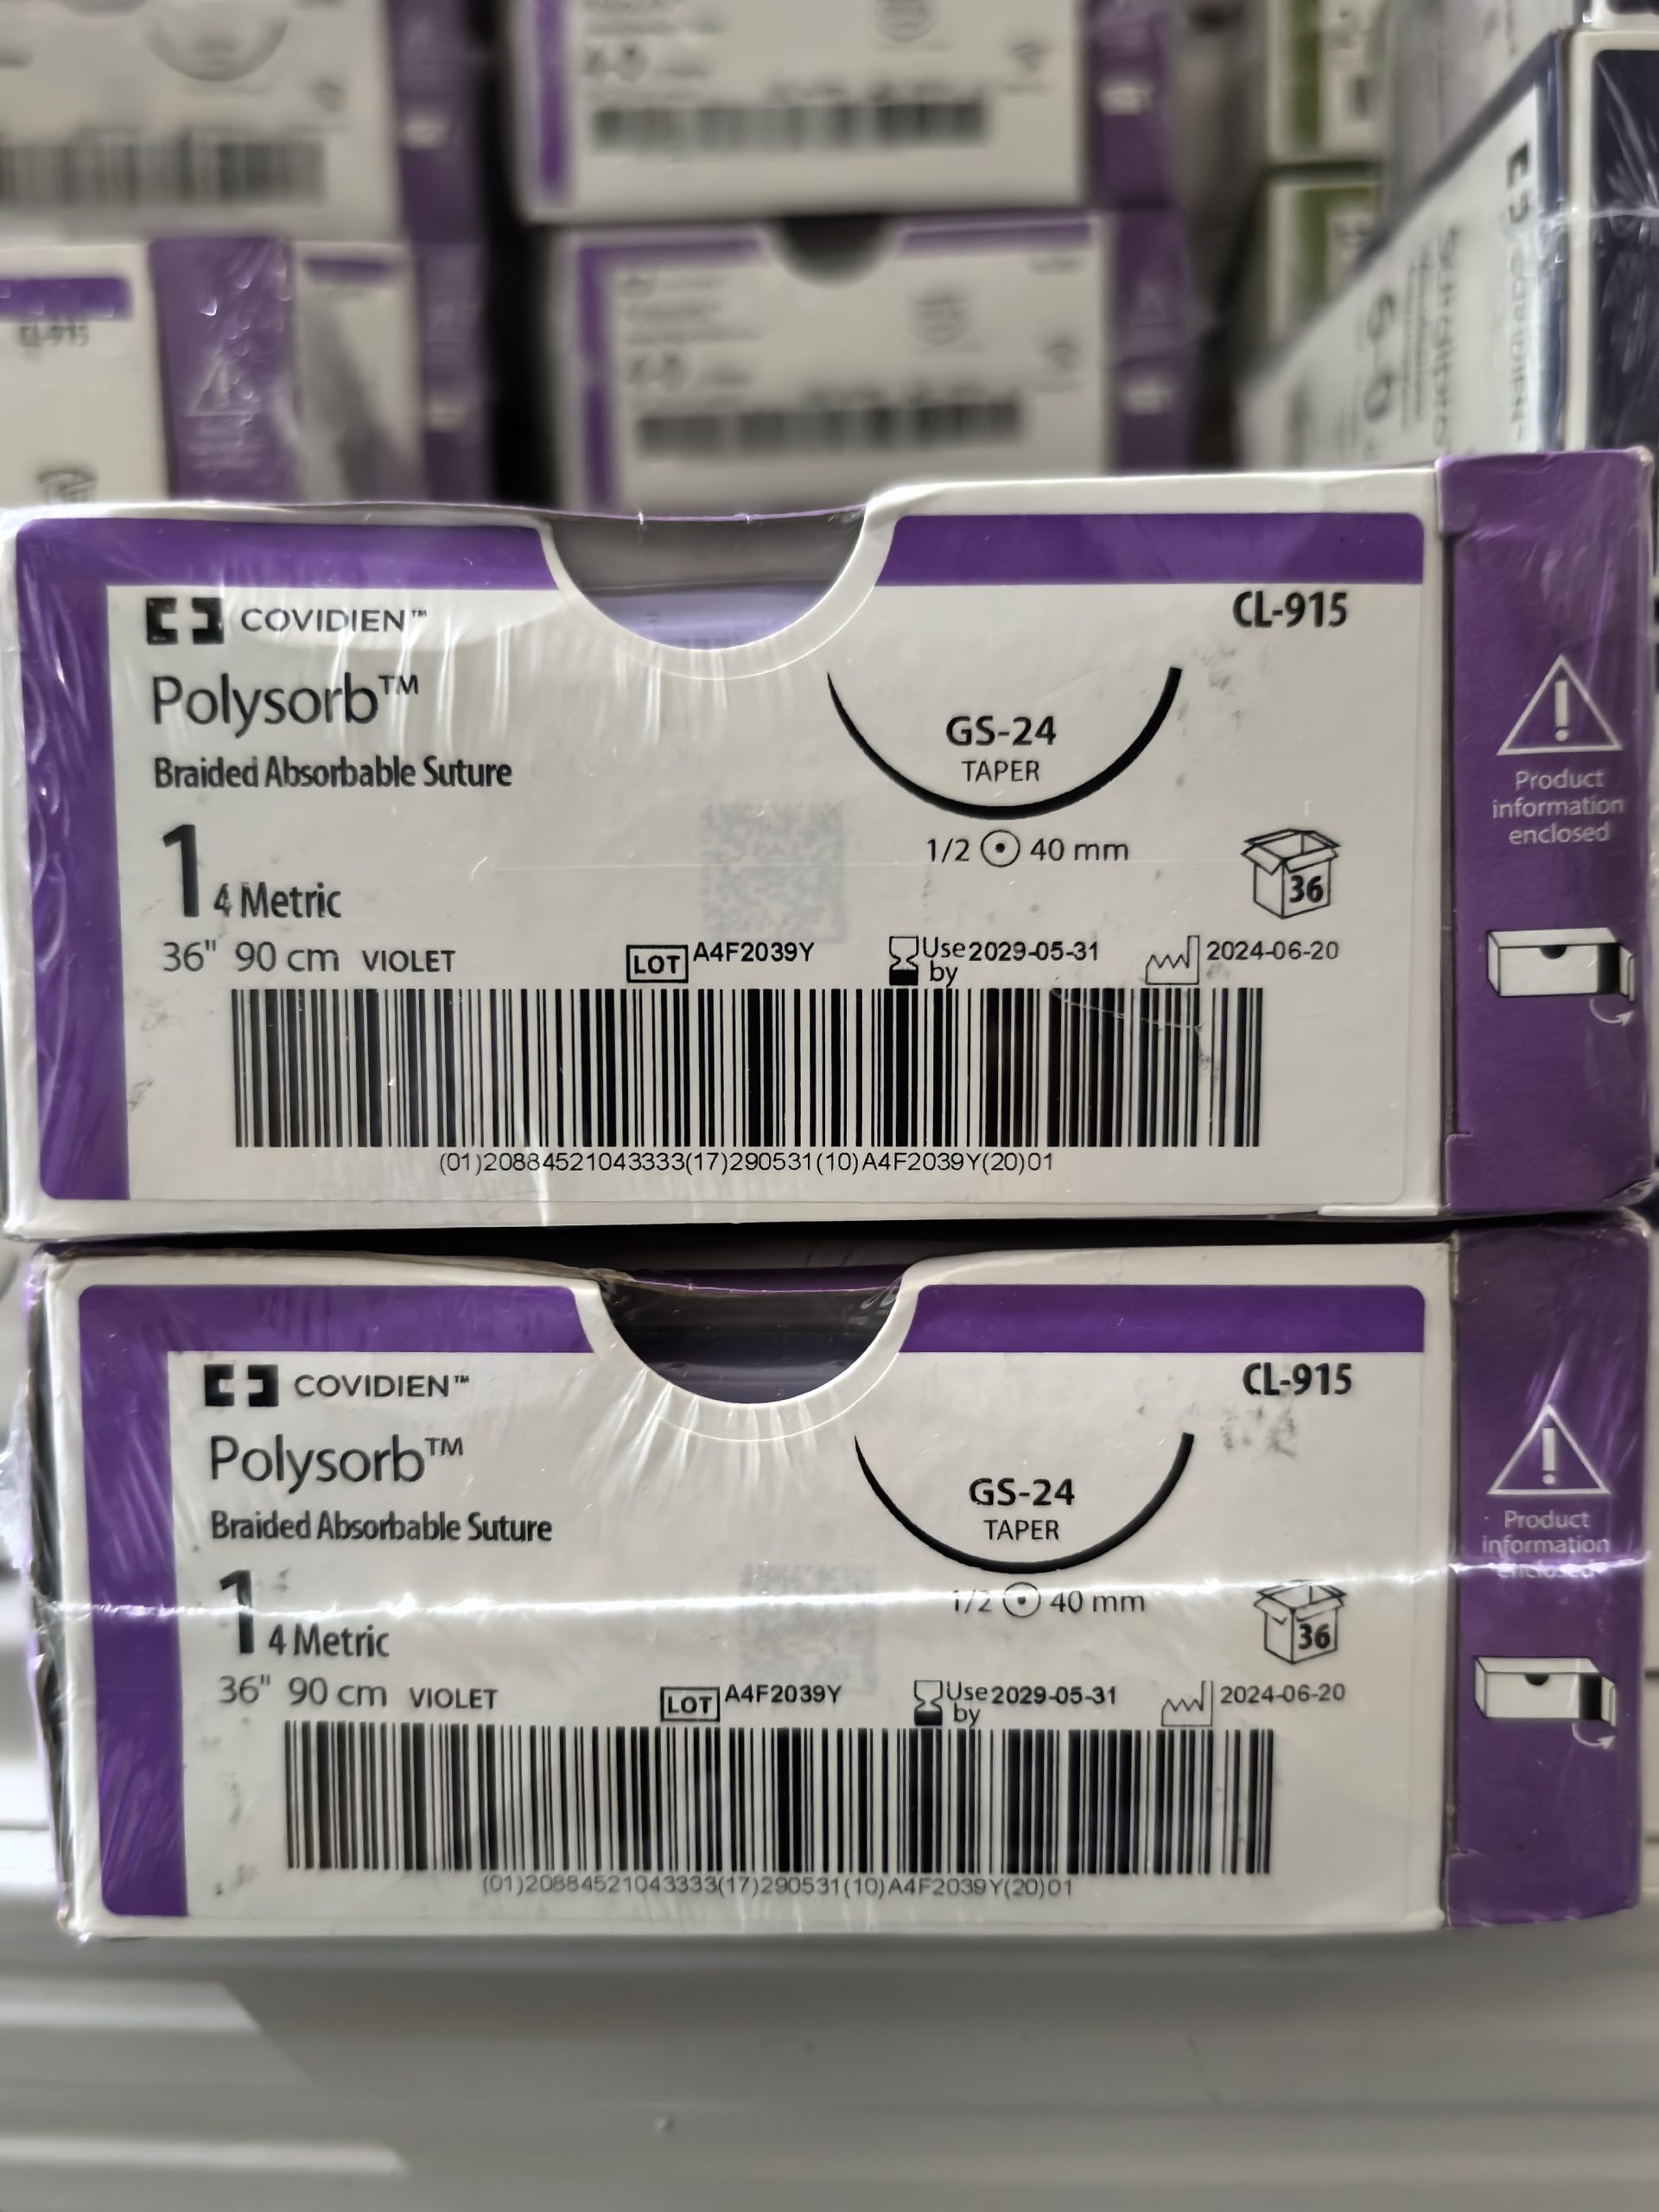 CL-915
COVIDIEN™
CL-915
Polysorb™
GS-24
TAPER
Braided Absorbable Suture
1/2 40 mm
1 4 Metric
36
36" 90 cm VIOLET
LOT A4F2039Y
Use by 2029-05-31
2024-06-20
(01)20884521043333(17)290531(10)A4F2039Y(20)01
Product
information
enclosed
COVIDIEN™
CL-915
Polysorb™
GS-24
TAPER
Braided Absorbable Suture
1/2 40 mm
1 4 Metric
36
36" 90 cm VIOLET
LOT A4F2039Y
Use by 2029-05-31
2024-06-20
(01)20884521043333(17)290531(10)A4F2039Y(20)01
Product
information
enclosed